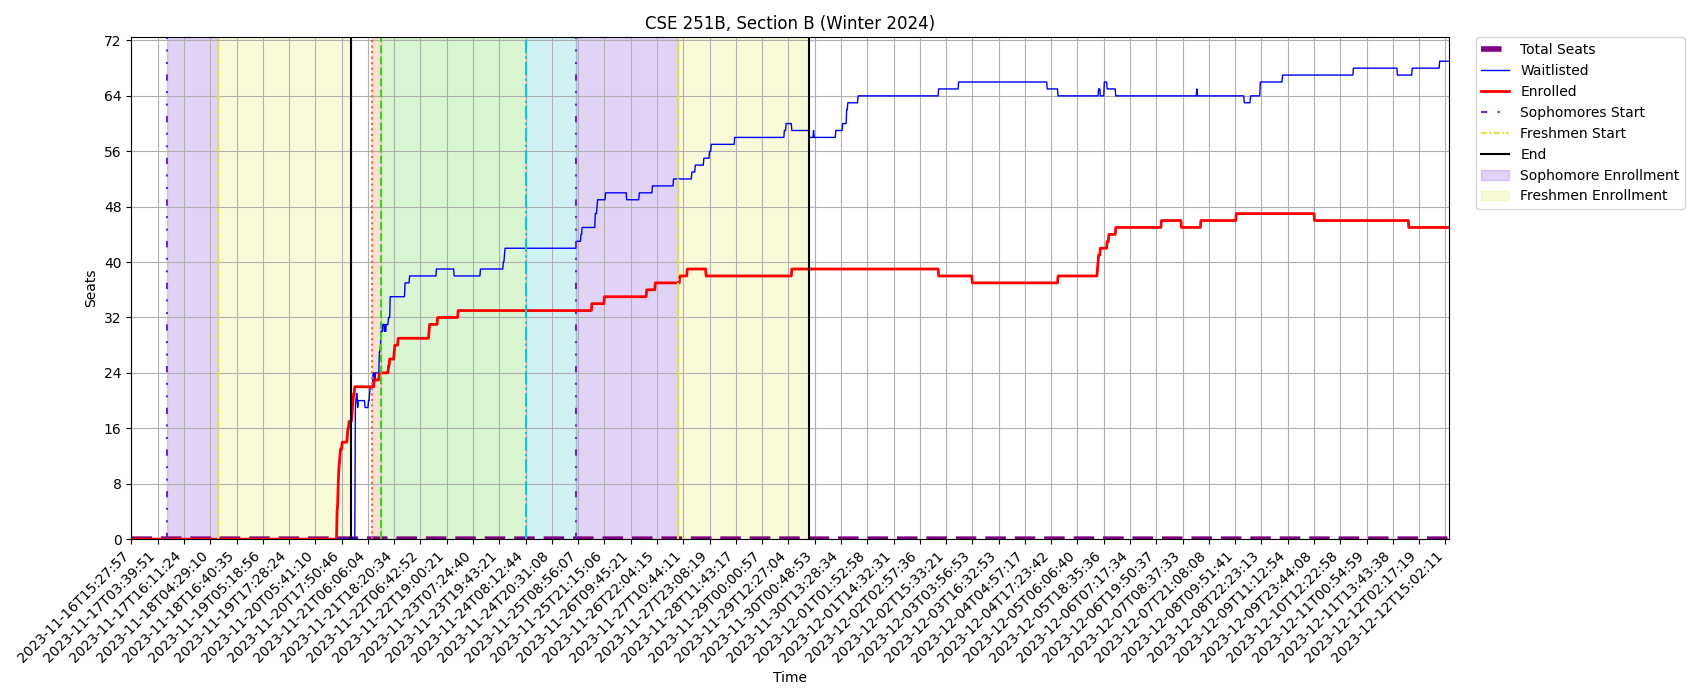 CSE 251B, Section B (Winter 2024)
72
64
56
48
40
32
24
16
8
0
Seats
2023-11-16T15:27:57
2023-11-17T03:39:51
2023-11-17T16:11:24
2023-11-18T04:29:10
2023-11-18T16:40:35
2023-11-19T05:18:56
2023-11-19T17:28:24
2023-11-20T05:41:10
2023-11-20T17:50:46
2023-11-21T06:06:04
2023-11-21T18:20:34
2023-11-22T06:42:52
2023-11-22T19:00:21
2023-11-23T07:24:40
2023-11-23T19:43:21
2023-11-24T08:12:44
2023-11-24T20:31:08
2023-11-25T08:56:07
2023-11-25T21:15:06
2023-11-26T09:45:21
2023-11-26T22:04:15
2023-11-27T10:44:11
2023-11-27T23:08:19
2023-11-28T11:43:17
2023-11-29T00:00:57
2023-11-29T12:27:04
2023-11-30T00:48:53
2023-11-30T13:28:34
2023-12-01T01:52:58
2023-12-01T14:32:31
2023-12-02T02:57:36
2023-12-02T15:33:21
2023-12-03T03:56:53
2023-12-03T16:32:53
2023-12-04T04:57:17
2023-12-04T17:23:42
2023-12-05T06:06:40
2023-12-05T18:35:36
2023-12-06T07:17:34
2023-12-06T19:50:37
2023-12-07T08:37:33
2023-12-07T21:08:08
2023-12-08T09:51:41
2023-12-08T22:23:13
2023-12-09T11:12:54
2023-12-09T23:44:08
2023-12-10T12:22:58
2023-12-11T00:54:59
2023-12-11T13:43:38
2023-12-12T02:17:19
2023-12-12T15:02:11
Time
Total Seats
Waitlisted
Enrolled
Sophomores Start
Freshmen Start
End
Sophomore Enrollment
Freshmen Enrollment